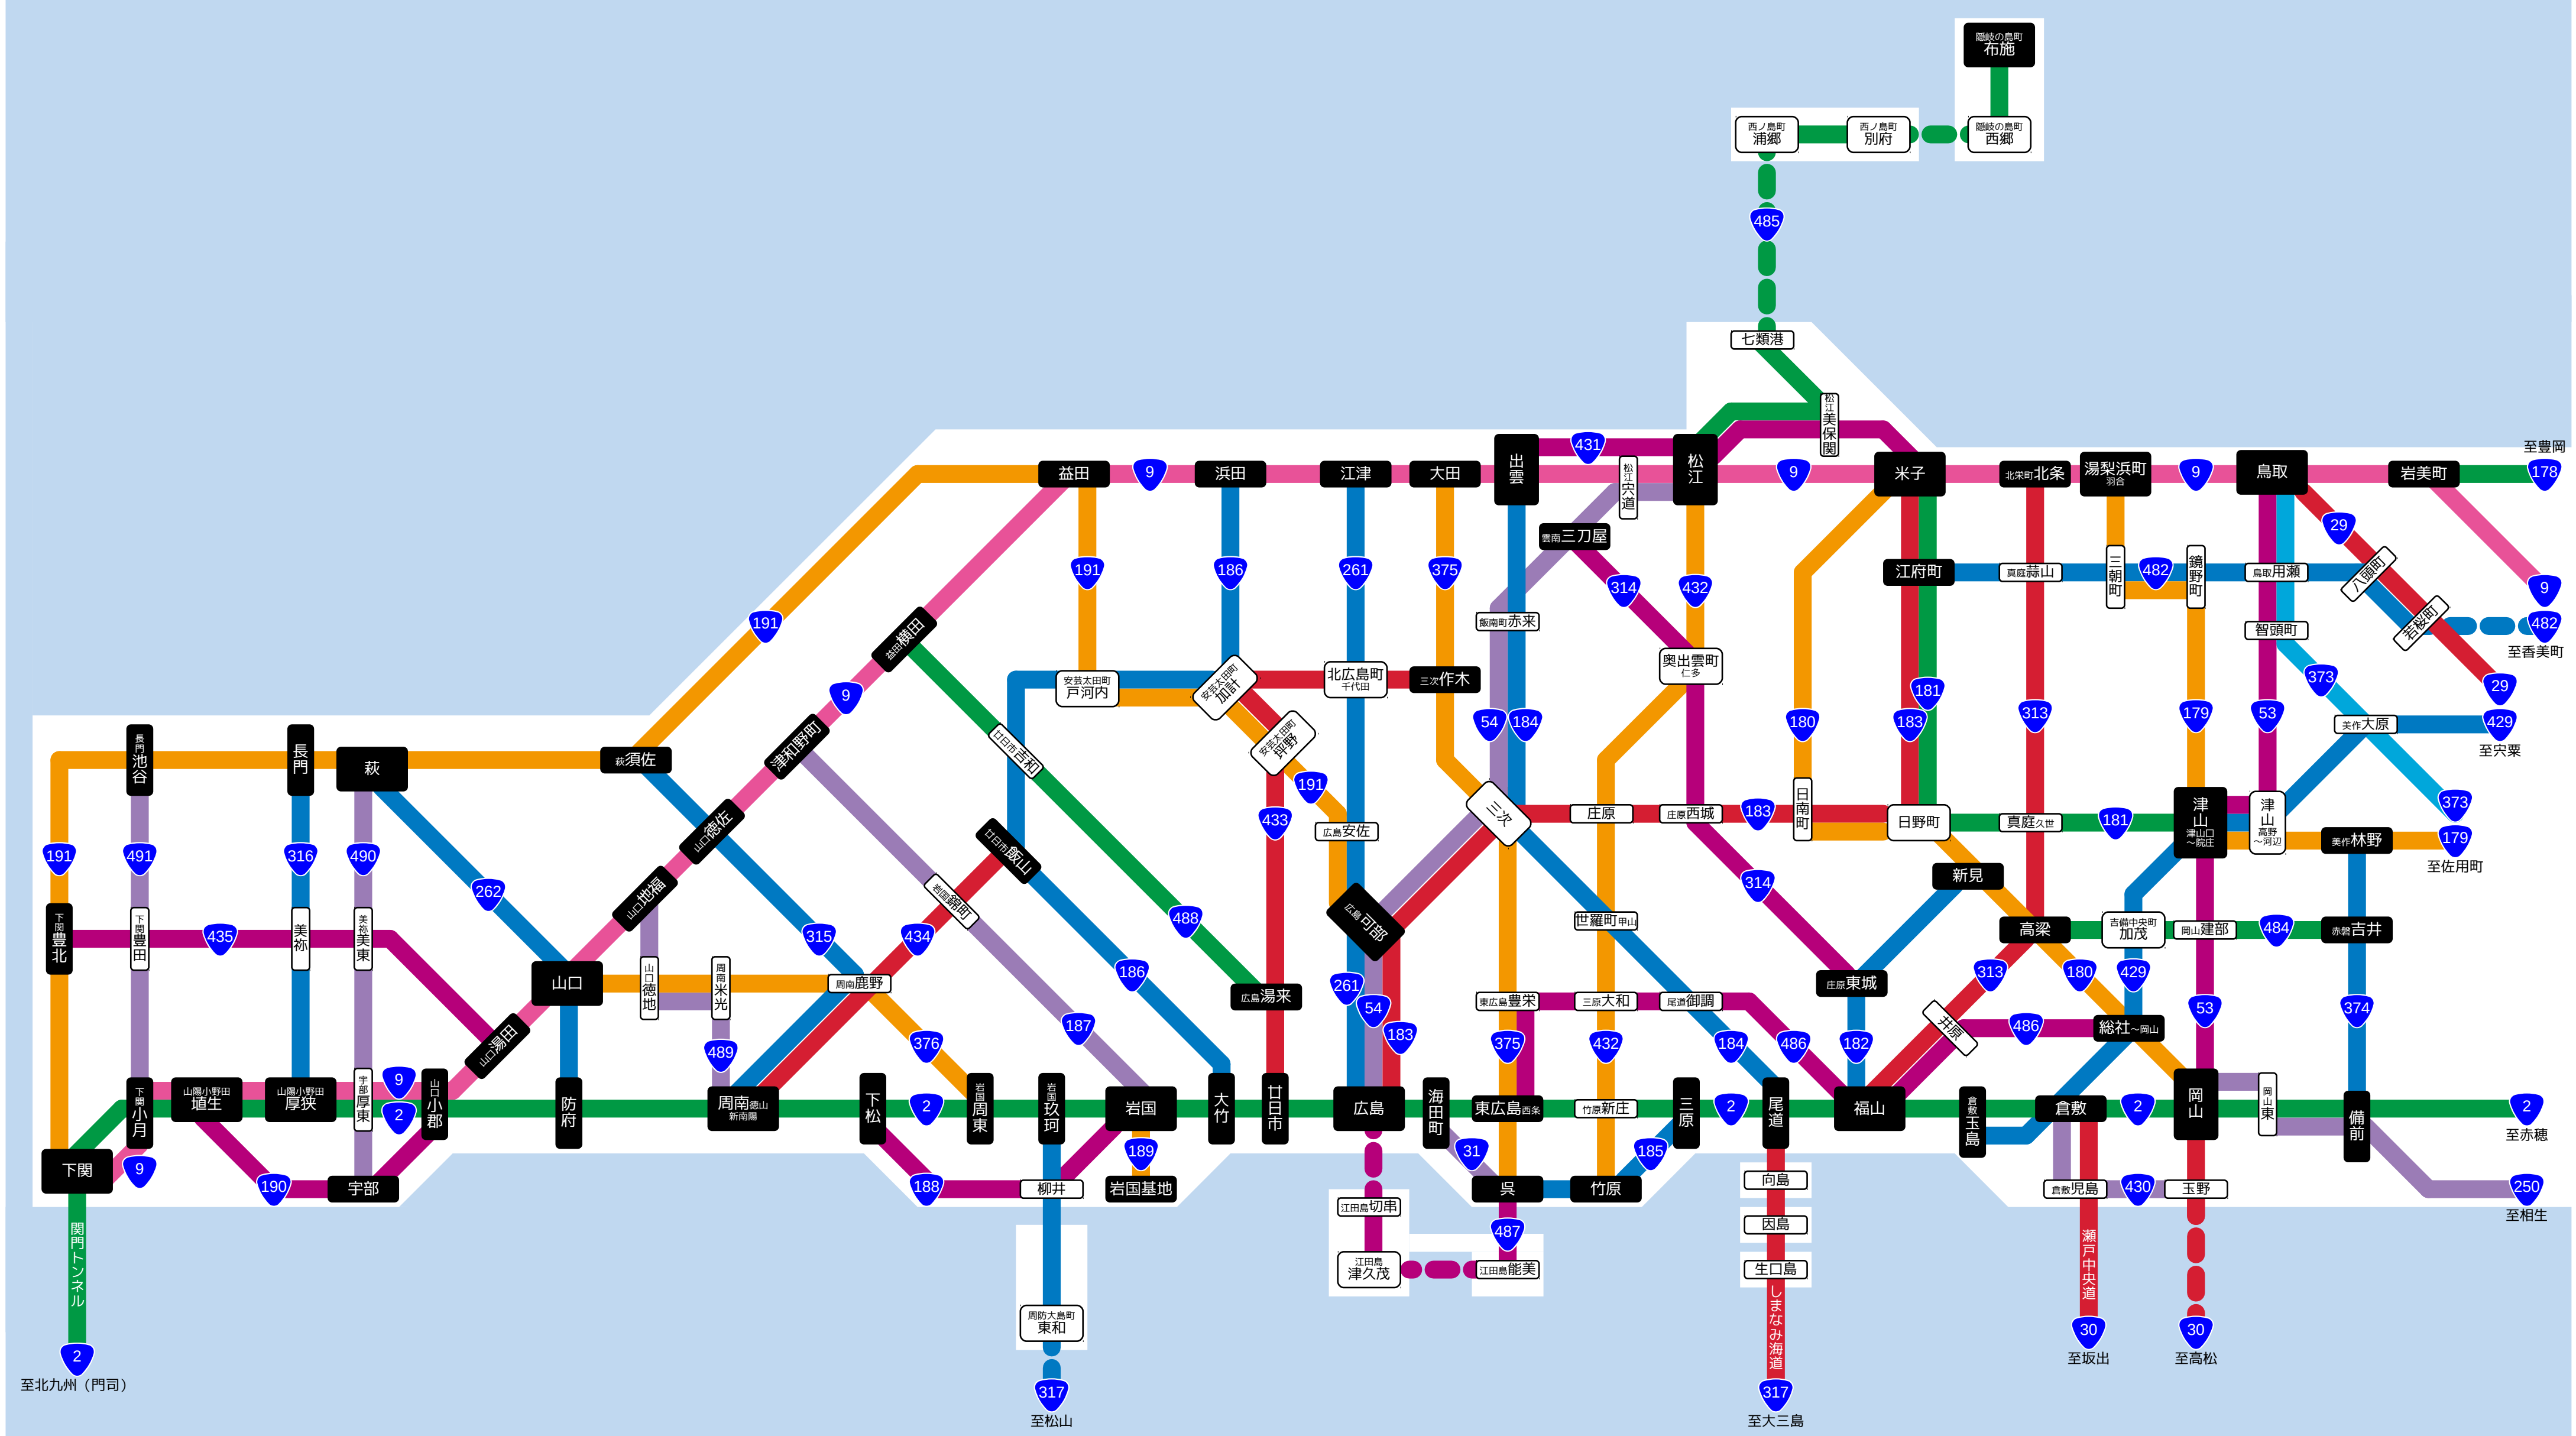 隠岐の島町
布施
西ノ島町
浦郷
西ノ島町
別府
隠岐の島町
西郷
485
七類港
松江美保関
至豊岡
益田
9
浜田
江津
大田
出雲
431
松江宍道
松江
9
米子
北栄町北条
湯梨浜町
羽合
9
鳥取
岩美町
178
雲南三刀屋
29
191
186
261
375
314
432
江府町
真庭蒜山
三朝町
482
鏡野町
鳥取用瀬
八頭町
9
191
益田横田
飯南町赤来
智頭町
若桜町
482
至香美町
安芸太田町
戸河内
安芸太田町
加計
北広島町
千代田
三次作木
奥出雲町
仁多
181
373
29
9
54
184
180
183
313
179
53
美作大原
429
至宍粟
長門池谷
長門
萩
萩須佐
津和野町
廿日市吉和
安芸太田町
坪野
191
433
広島安佐
三次
庄原
庄原西城
183
日南町
日野町
真庭久世
181
津山
津山口
～院庄
津山
高野
～河辺
373
179
至佐用町
美作林野
191
491
316
490
262
山口徳佐
山口地福
廿日市飯山
岩国錦町
新見
314
下関豊北
435
下関豊田
美祢
美祢美東
315
434
488
広島可部
世羅町甲山
高梁
吉備中央町
加茂
岡山建部
484
赤磐吉井
山口
山口徳地
周南米光
周南鹿野
186
広島湯来
261
54
183
東広島豊栄
三原大和
尾道御調
庄原東城
313
180
429
53
374
山口湯田
489
376
187
375
432
184
486
182
井原
486
総社～岡山
下関小月
山陽小野田
埴生
山陽小野田
厚狭
宇部厚東
9
2
山口小郡
防府
周南徳山
新南陽
下松
2
岩国周東
岩国玖珂
岩国
大竹
廿日市
広島
海田町
東広島西条
竹原新庄
三原
2
尾道
福山
倉敷玉島
倉敷
2
岡山
岡山東
備前
2
至赤穂
下関
9
190
宇部
188
柳井
189
岩国基地
31
呉
185
竹原
向島
倉敷児島
430
玉野
250
至相生
関門トンネル
江田島切串
487
因島
瀬戸中央道
江田島
津久茂
江田島能美
生口島
しまなみ海道
周防大島町
東和
2
至北九州（門司）
30
至坂出
30
至高松
317
至松山
317
至大三島